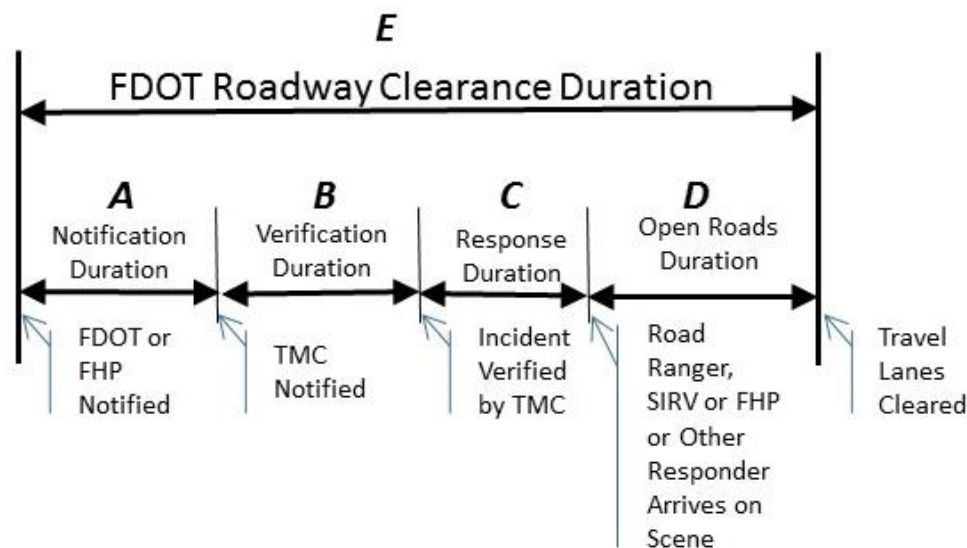 E
FDOT Roadway Clearance Duration
A
Notification
Duration
B
Verification
Duration
C
Response
Duration
D
Open Roads
Duration
FDOT or
FHP
Notified
TMC
Notified
Incident
Verified
by TMC
Road
Ranger,
SIRV or FHP
or Other
Responder
Arrives on
Scene
Travel
Lanes
Cleared